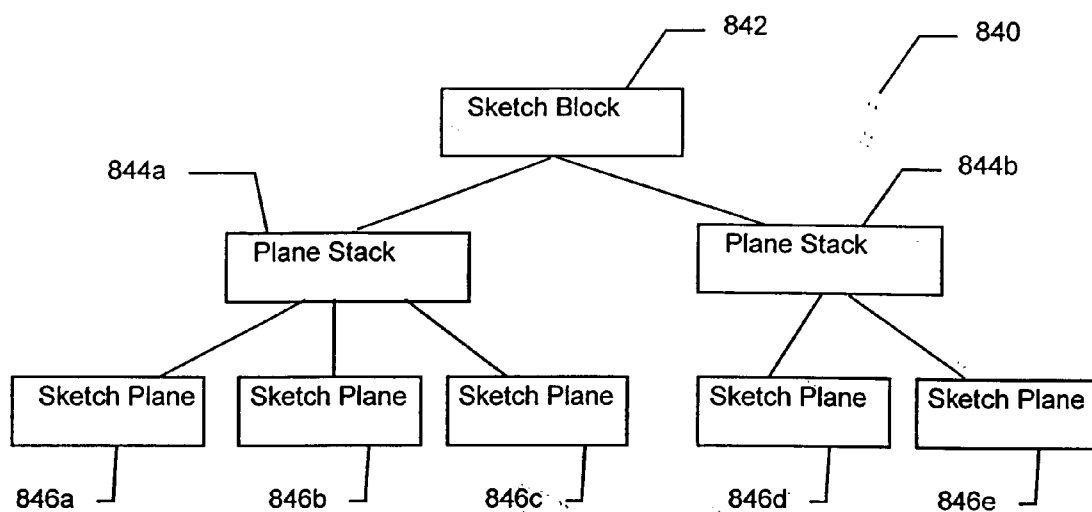 842
840
Sketch Block
844a
844b
Plane Stack
Plane Stack
Sketch Plane
Sketch Plane
Sketch Plane
Sketch Plane
Sketch Plane
846a
846b
846c
846d
846e